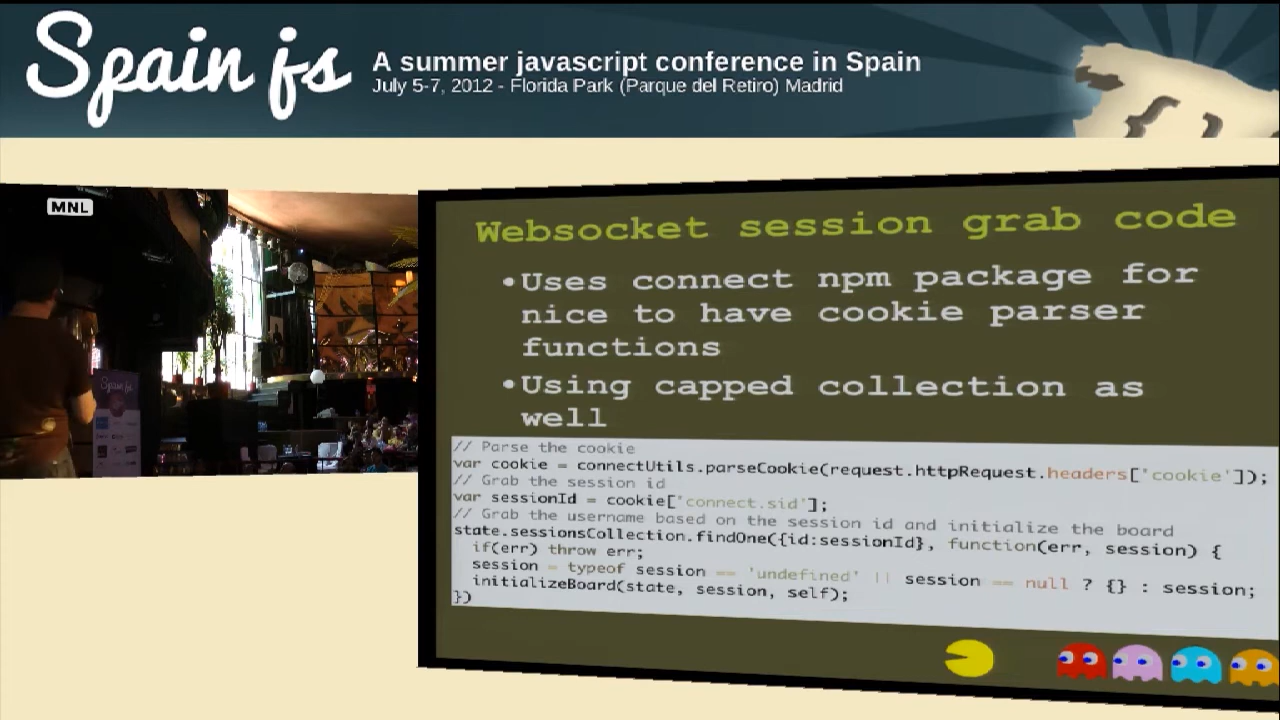 Spain js
A summer javascript conference in Spain
July 5-7, 2012 - Florida Park (Parque del Retiro) Madrid
MNL
Spain js
Websocket session grab code
•Uses connect npm package for
nice to have cookie parser
functions
•Using capped collection as
well
// Parse the cookie
var cookie = connectUtils.parseCookie(request.httpRequest.headers['cookie']);
// Grab the session id
var sessionId = cookie['connect.sid'];
// Grab the username based on the session id and initialize the board
state.sessionsCollection.findOne({id:sessionId}, function(err, session) {
if(err) throw err;
session = typeof session == 'undefined' || session == null ? {} : session;
initializeBoard(state, session, self);
})